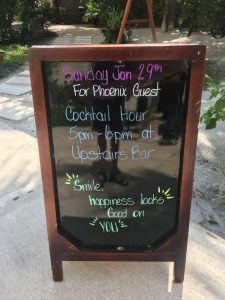 Sunday Jan 29th
For Phoenix Guest
Cocktail Hour
5pm-6pm at
Upstairs Bar
Smile,
happiness looks
Good on
YOU